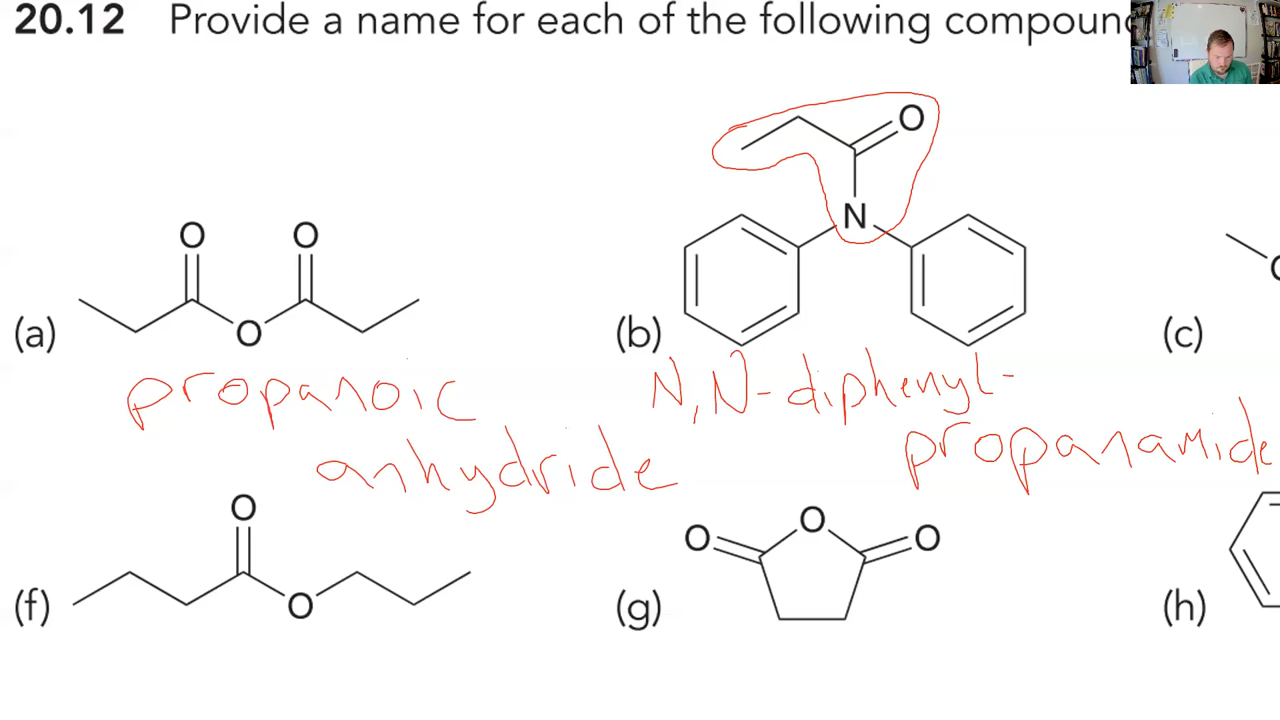 20.12 Provide a name for each of the following compoun
O
O O
N
O
(a) (b) (c)
propanoic
anhydride
N,N-diphenyl-
propanamide
O
O O O
O
(f) (g) (h)